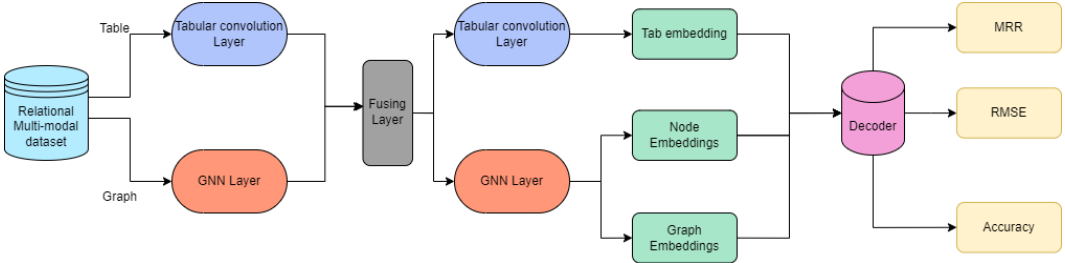 Table
Relational
Multi-modal
dataset
Graph
Tabular convolution
Layer
GNN Layer
Fusing
Layer
Tabular convolution
Layer
GNN Layer
Tab embedding
Node
Embeddings
Graph
Embeddings
Decoder
MRR
RMSE
Accuracy